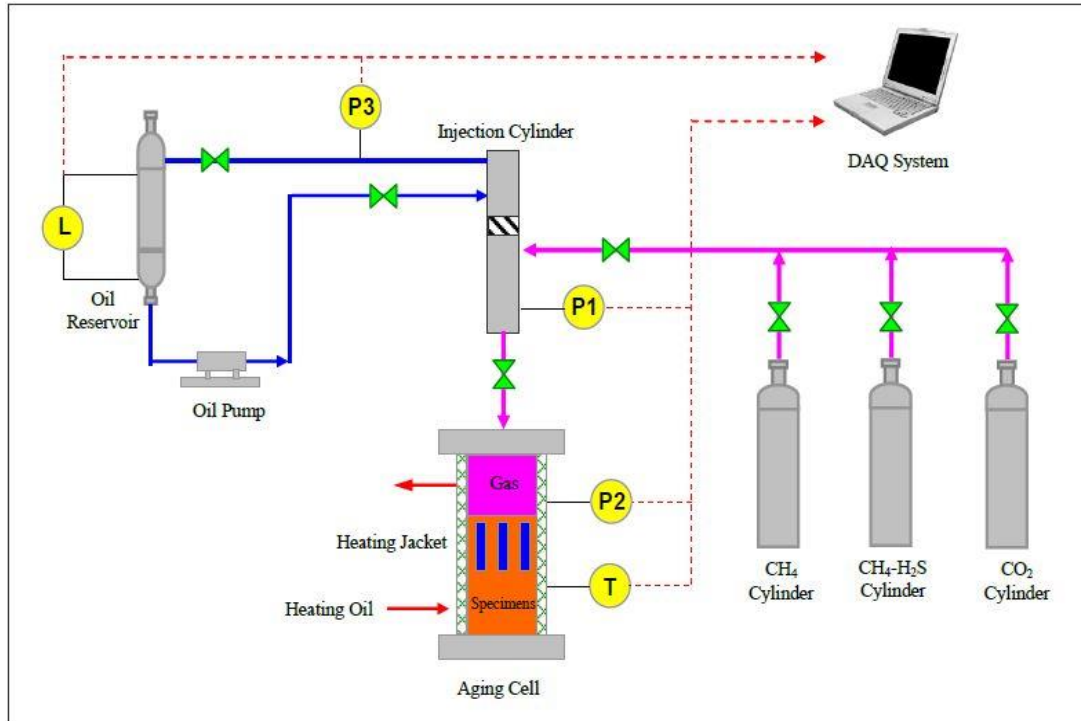 P3
Injection Cylinder
DAQ System
L
Oil
Reservoir
P1
Oil Pump
Gas
P2
Heating Jacket
CH₄
Cylinder
CH₄-H₂S
Cylinder
CO₂
Cylinder
T
Heating Oil
Specimens
Aging Cell